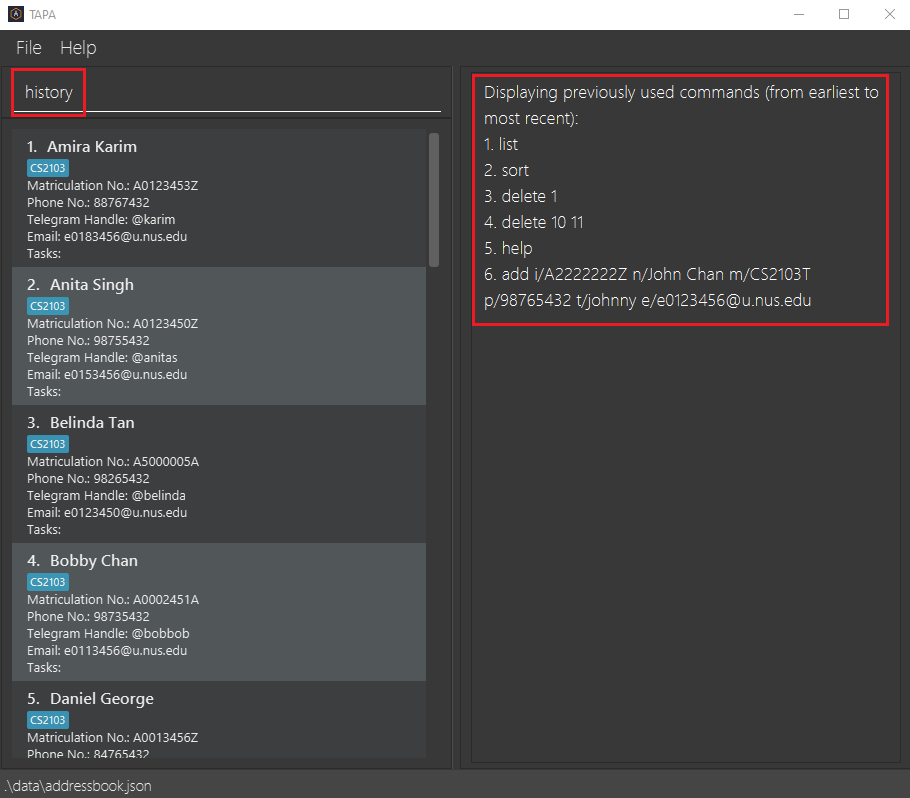 TAPA
File Help
history
1. Amira Karim
CS2103
Matriculation No.: A0123453Z
Phone No.: 88767432
Telegram Handle: @karim
Email: e0183456@u.nus.edu
Tasks:
2. Anita Singh
CS2103
Matriculation No.: A0123450Z
Phone No.: 98755432
Telegram Handle: @anitas
Email: e0153456@u.nus.edu
Tasks:
3. Belinda Tan
CS2103
Matriculation No.: A5000005A
Phone No.: 98265432
Telegram Handle: @belinda
Email: e0123450@u.nus.edu
Tasks:
4. Bobby Chan
CS2103
Matriculation No.: A0002451A
Phone No.: 98735432
Telegram Handle: @bobbob
Email: e0113456@u.nus.edu
Tasks:
5. Daniel George
CS2103
Matriculation No.: A0013456Z
Phone No.: 84765432
Displaying previously used commands (from earliest to
most recent):
1. list
2. sort
3. delete 1
4. delete 10 11
5. help
6. add i/A2222222Z n/John Chan m/CS2103T
p/98765432 t/johnny e/e0123456@u.nus.edu
.\data\addressbook.json